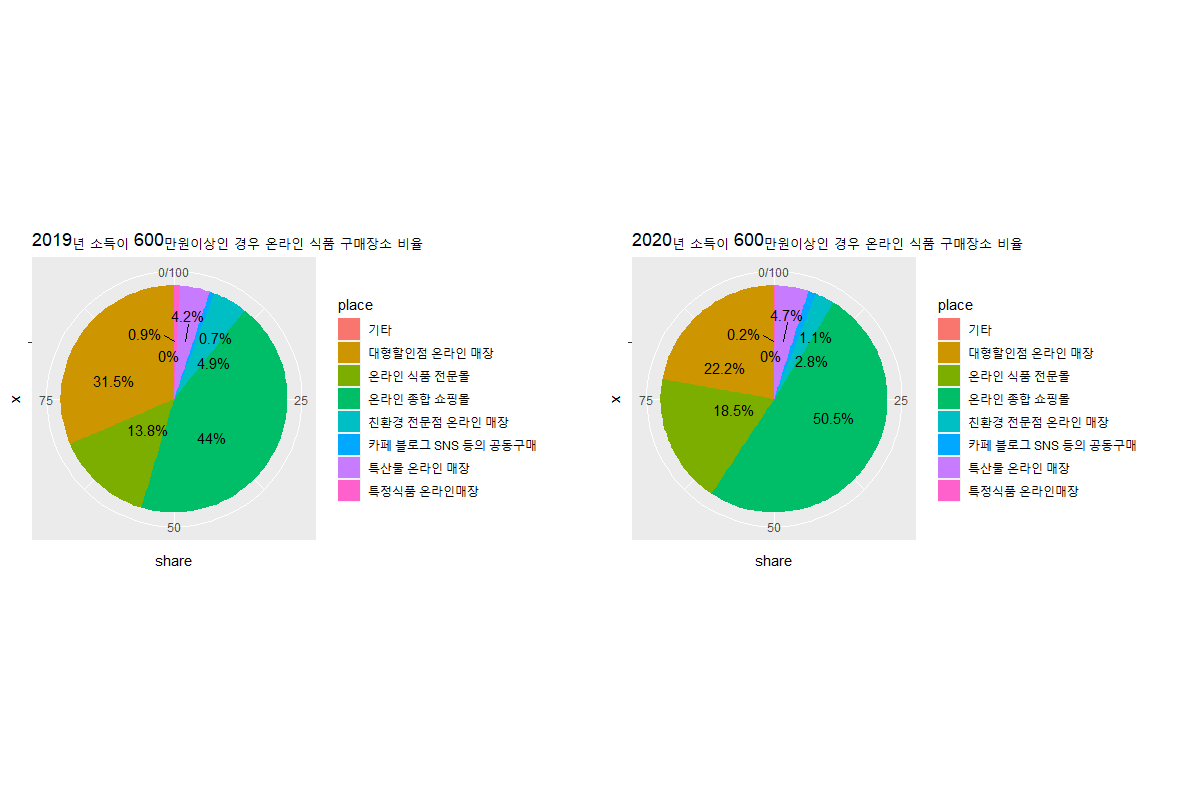 2019년 소득이 600만원이상인 경우 온라인 식품 구매장소 비율
0/100
4.2%
0.9%
0.7%
0%
4.9%
31.5%
13.8%
44%
75
25
50
x
share
place
기타
대형할인점 온라인 매장
온라인 식품 전문몰
온라인 종합 쇼핑몰
친환경 전문점 온라인 매장
카페 블로그 SNS 등의 공동구매
특산물 온라인 매장
특정식품 온라인매장
2020년 소득이 600만원이상인 경우 온라인 식품 구매장소 비율
0/100
4.7%
0.2%
1.1%
0%
2.8%
22.2%
18.5%
50.5%
75
25
50
x
share
place
기타
대형할인점 온라인 매장
온라인 식품 전문몰
온라인 종합 쇼핑몰
친환경 전문점 온라인 매장
카페 블로그 SNS 등의 공동구매
특산물 온라인 매장
특정식품 온라인매장